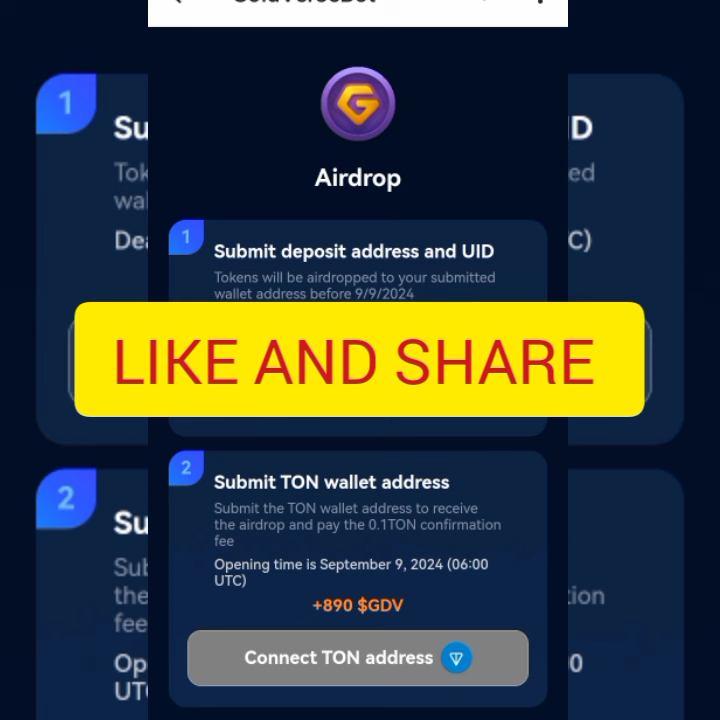 Airdrop
1
Submit deposit address and UID
Tokens will be airdropped to your submitted
wallet address before 9/9/2024
LIKE AND SHARE
2
Submit TON wallet address
Submit the TON wallet address to receive
the airdrop and pay the 0.1TON confirmation
fee
Opening time is September 9, 2024 (06:00
UTC)
+890 $GDV
Connect TON address